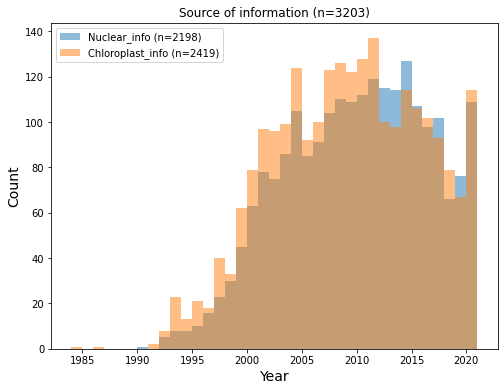 Source of information (n=3203)
Nuclear_info (n=2198)
Chloroplast_info (n=2419)
140
120
100
80
60
40
20
0
Count
1985 1990 1995 2000 2005 2010 2015 2020
Year